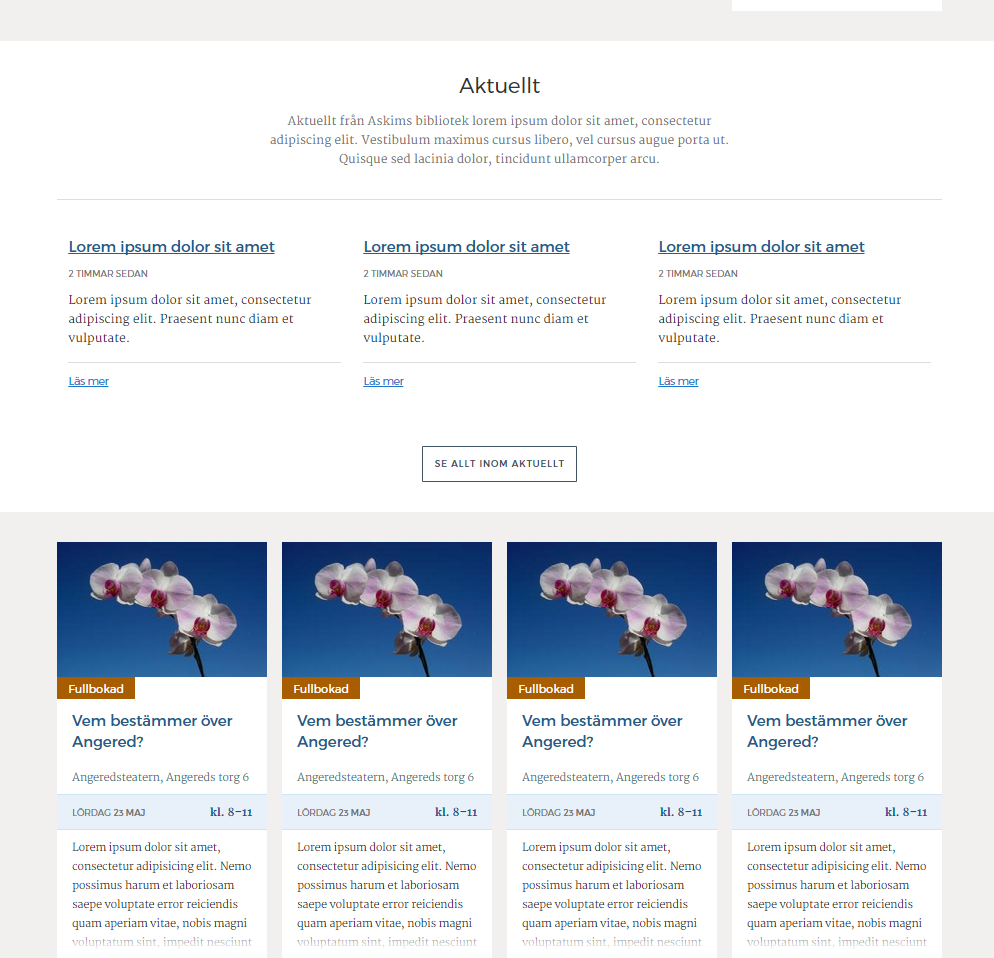 Aktuellt
Aktuellt från Askims bibliotek lorem ipsum dolor sit amet, consectetur
adipiscing elit. Vestibulum maximus cursus libero, vel cursus augue porta ut.
Quisque sed lacinia dolor, tincidunt ullamcorper arcu.
Lorem ipsum dolor sit amet
2 TIMMAR SEDAN
Lorem ipsum dolor sit amet, consectetur
adipiscing elit. Praesent nunc diam et
vulputate.
Läs mer
Lorem ipsum dolor sit amet
2 TIMMAR SEDAN
Lorem ipsum dolor sit amet, consectetur
adipiscing elit. Praesent nunc diam et
vulputate.
Läs mer
Lorem ipsum dolor sit amet
2 TIMMAR SEDAN
Lorem ipsum dolor sit amet, consectetur
adipiscing elit. Praesent nunc diam et
vulputate.
Läs mer
SE ALLT INOM AKTUELLT
Fullbokad
Vem bestämmer över
Angered?
Angeredsteatern, Angereds torg 6
LÖRDAG 23 MAJ kl. 8–11
Lorem ipsum dolor sit amet,
consectetur adipisicing elit. Nemo
possimus harum et laboriosam
saepe voluptate error reiciendis
quam aperiam vitae, nobis magni
voluptatum sint, impedit nesciunt
Fullbokad
Vem bestämmer över
Angered?
Angeredsteatern, Angereds torg 6
LÖRDAG 23 MAJ kl. 8–11
Lorem ipsum dolor sit amet,
consectetur adipisicing elit. Nemo
possimus harum et laboriosam
saepe voluptate error reiciendis
quam aperiam vitae, nobis magni
voluptatum sint, impedit nesciunt
Fullbokad
Vem bestämmer över
Angered?
Angeredsteatern, Angereds torg 6
LÖRDAG 23 MAJ kl. 8–11
Lorem ipsum dolor sit amet,
consectetur adipisicing elit. Nemo
possimus harum et laboriosam
saepe voluptate error reiciendis
quam aperiam vitae, nobis magni
voluptatum sint, impedit nesciunt
Fullbokad
Vem bestämmer över
Angered?
Angeredsteatern, Angereds torg 6
LÖRDAG 23 MAJ kl. 8–11
Lorem ipsum dolor sit amet,
consectetur adipisicing elit. Nemo
possimus harum et laboriosam
saepe voluptate error reiciendis
quam aperiam vitae, nobis magni
voluptatum sint, impedit nesciunt